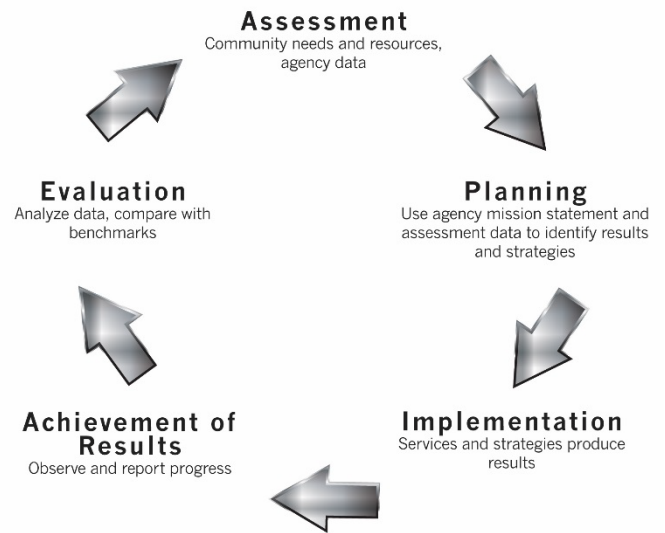 Assessment
Community needs and resources,
agency data
Evaluation
Analyze data, compare with
benchmarks
Planning
Use agency mission statement and
assessment data to identify results
and strategies
Achievement of
Results
Observe and report progress
Implementation
Services and strategies produce
results